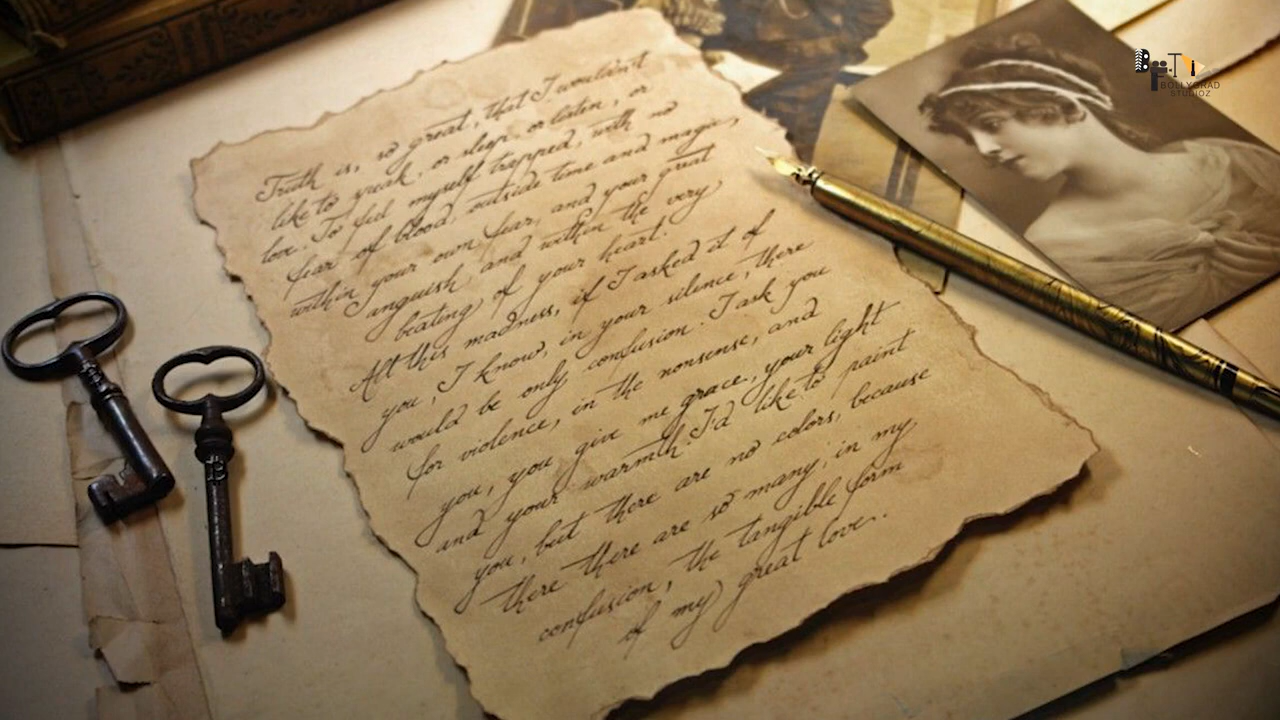 Truth is, so great, that I wouldn't
like to speak, or sleep, or listen, or
love. To feel myself trapped, with no
fear of blood, outside time and magic,
within your own fear, and your great
anguish, and within the very
beating of your heart.
All this madness, if I asked it of
you, I know, in your silence, there
would be only confusion. I ask you
for violence, in the nonsense, and
you, you give me grace, your light
and your warmth. I'd like to paint
you, but there are no colors, because
there there are so many, in my
confusion, the tangible form
of my great love..
BOLLYGRAD
STUDIOZ